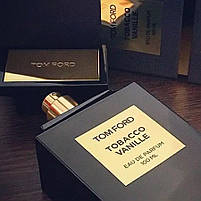 TOM FORD
TOM FORD
TOBACCO
VANILLE
EAU DE PARFUM
100 ML